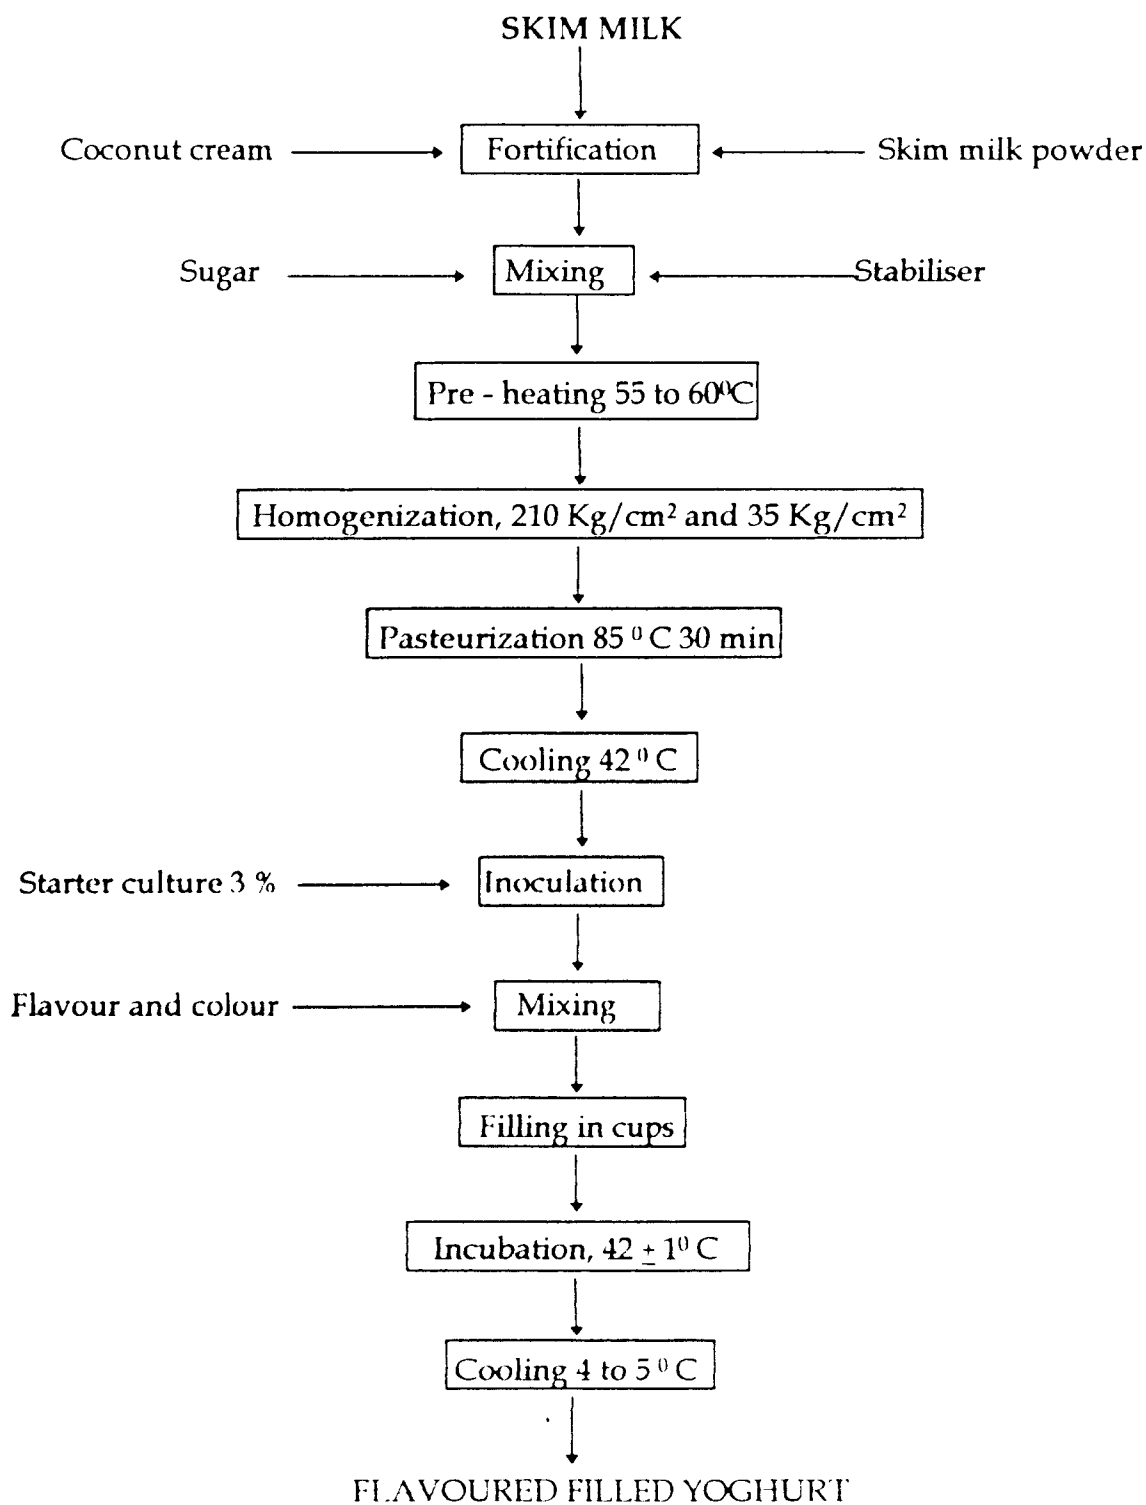 SKIM MILK
Coconut cream Fortification Skim milk powder
Sugar Mixing Stabiliser
Pre - heating 55 to 60⁰C
Homogenization, 210 Kg/cm² and 35 Kg/cm²
Pasteurization 85 ⁰ C 30 min
Cooling 42 ⁰ C
Starter culture 3 % Inoculation
Flavour and colour Mixing
Filling in cups
Incubation, 42 ± 1⁰ C
Cooling 4 to 5 ⁰ C
FLAVOURED FILLED YOGHURT